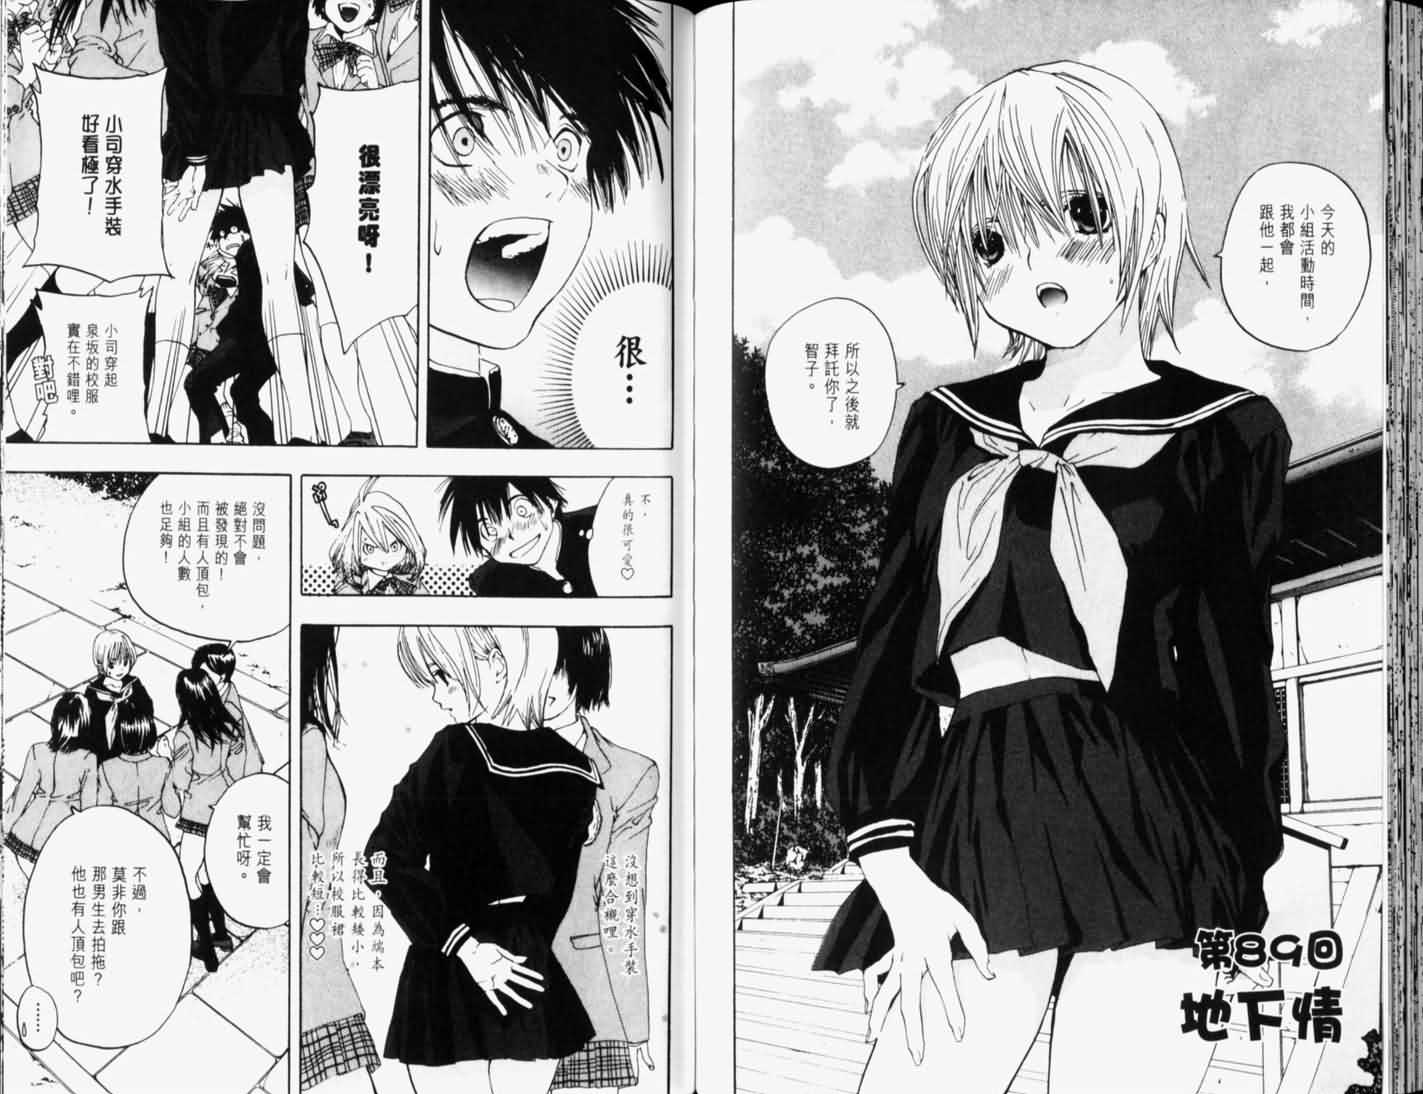 今天的
小組活動時間，
我都會
跟他一起，
所以之後就
拜託你了，
智子。
第89回
地下情
很…
很漂亮呀！
小司穿水手裝
好看極了！
小司穿起
泉坂的校服
實在不錯哩。
對吧
不，
真的很可愛♡
沒想到穿水手裝
這麼合襯哩。
而且，因為端本
長得比較矮小，
所以校服裙
比較短…♡♡
沒問題，
絕對不會
被發現的！
而且有人頂包，
小組的人數
也足夠！
我一定會
幫忙呀。
不過，
莫非你跟
那男生去拍拖？
他也有人頂包吧？
……